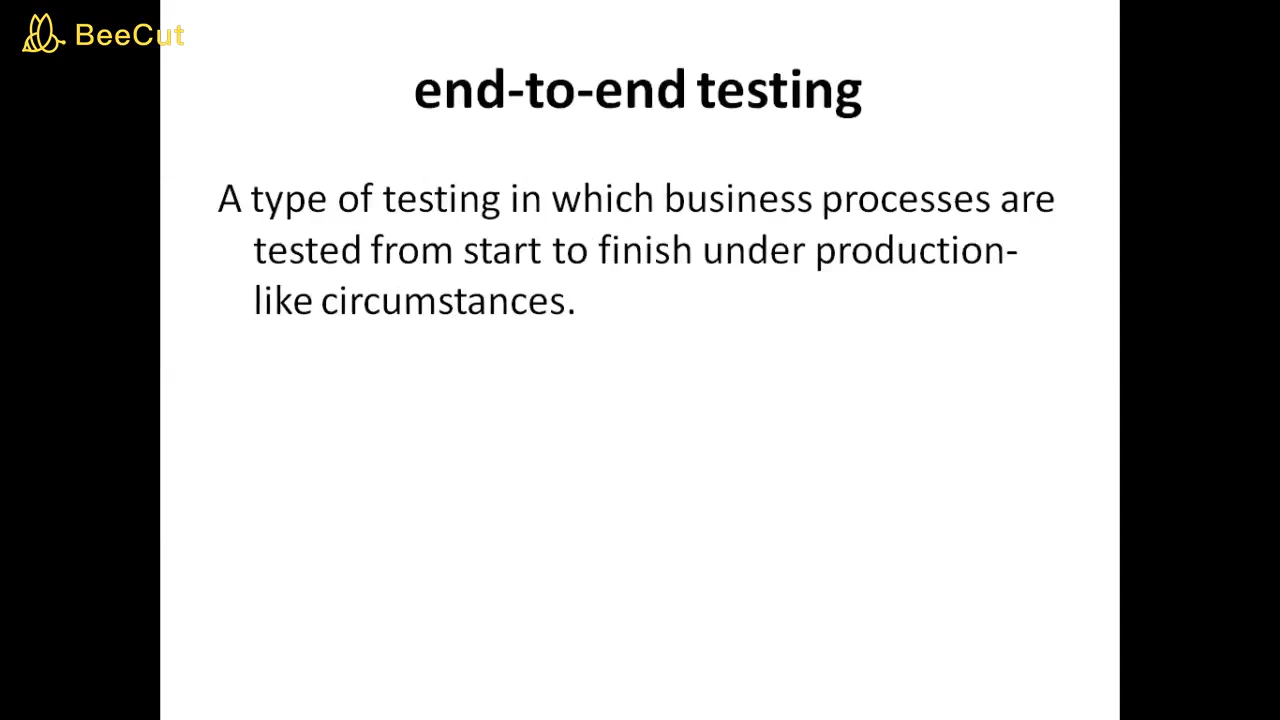 BeeCut
end-to-end testing
A type of testing in which business processes are
tested from start to finish under production-
like circumstances.